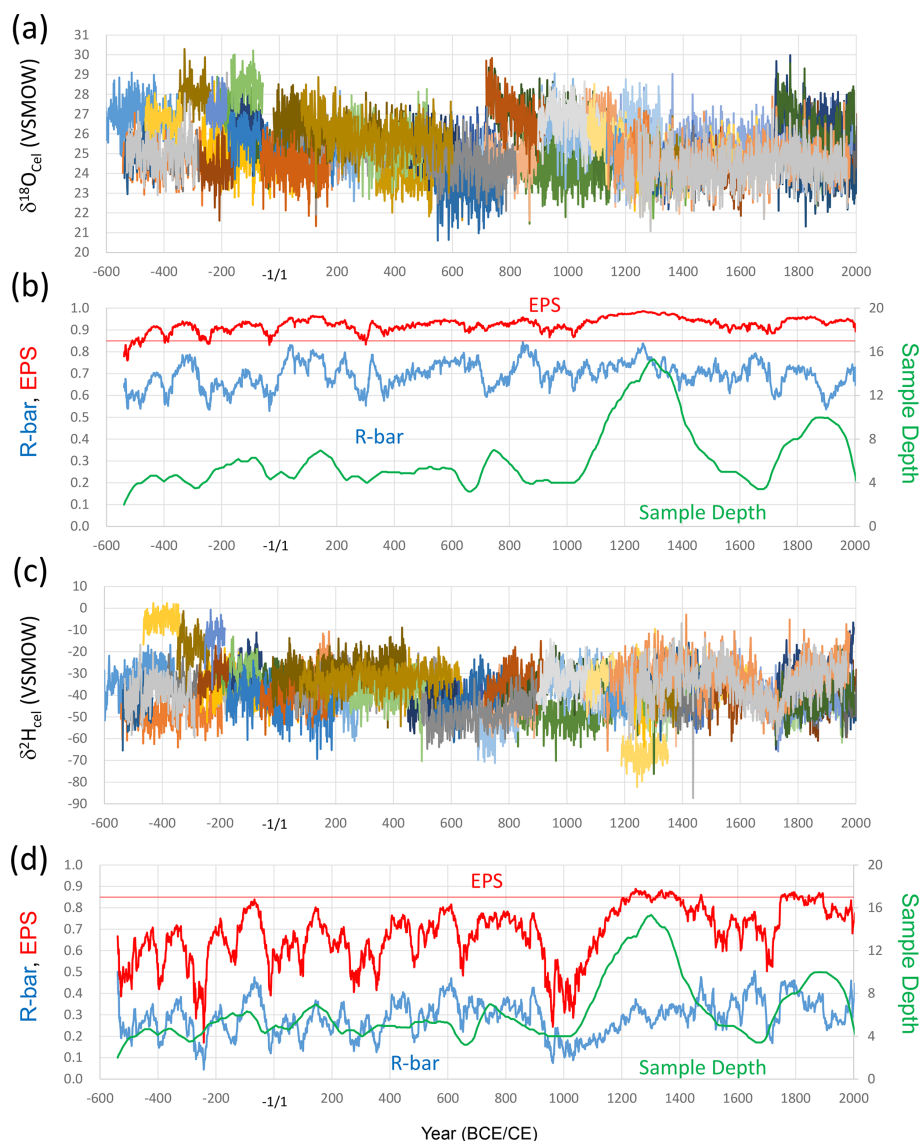 (a)
δ18OCel (VSMOW)
31
30
29
28
27
26
25
24
23
22
21
20
-600 -400 -200 -1/1 200 400 600 800 1000 1200 1400 1600 1800 2000
(b)
R-bar, EPS
1.0
0.9
0.8
0.7
0.6
0.5
0.4
0.3
0.2
0.1
0.0
EPS
R-bar
Sample Depth
20
16
12
8
4
0
Sample Depth
-600 -400 -200 -1/1 200 400 600 800 1000 1200 1400 1600 1800 2000
(c)
δ2Hcel (VSMOW)
10
0
-10
-20
-30
-40
-50
-60
-70
-80
-90
-600 -400 -200 -1/1 200 400 600 800 1000 1200 1400 1600 1800 2000
(d)
R-bar, EPS
1.0
0.9
0.8
0.7
0.6
0.5
0.4
0.3
0.2
0.1
0.0
EPS
R-bar
Sample Depth
20
16
12
8
4
0
Sample Depth
-600 -400 -200 -1/1 200 400 600 800 1000 1200 1400 1600 1800 2000
Year (BCE/CE)